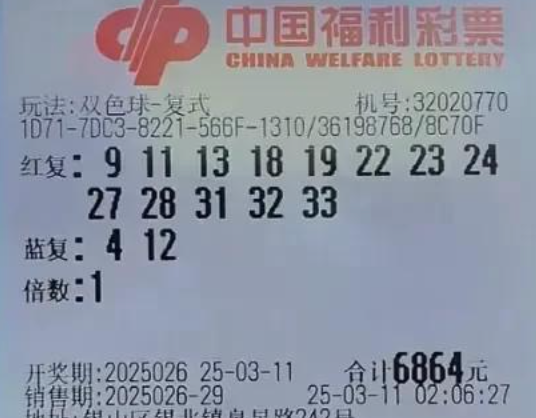 中国福利彩票
CHINA WELFARE LOTTERY
玩法:双色球-复式 机号:32020770
1D71-7DC3-8221-566F-1310/36198768/8C70F
红复: 9 11 13 18 19 22 23 24
27 28 31 32 33
蓝复: 4 12
倍数:1
开奖期:2025026 25-03-11 合计6864元
销售期:2025026-29 25-03-11 02:06:27